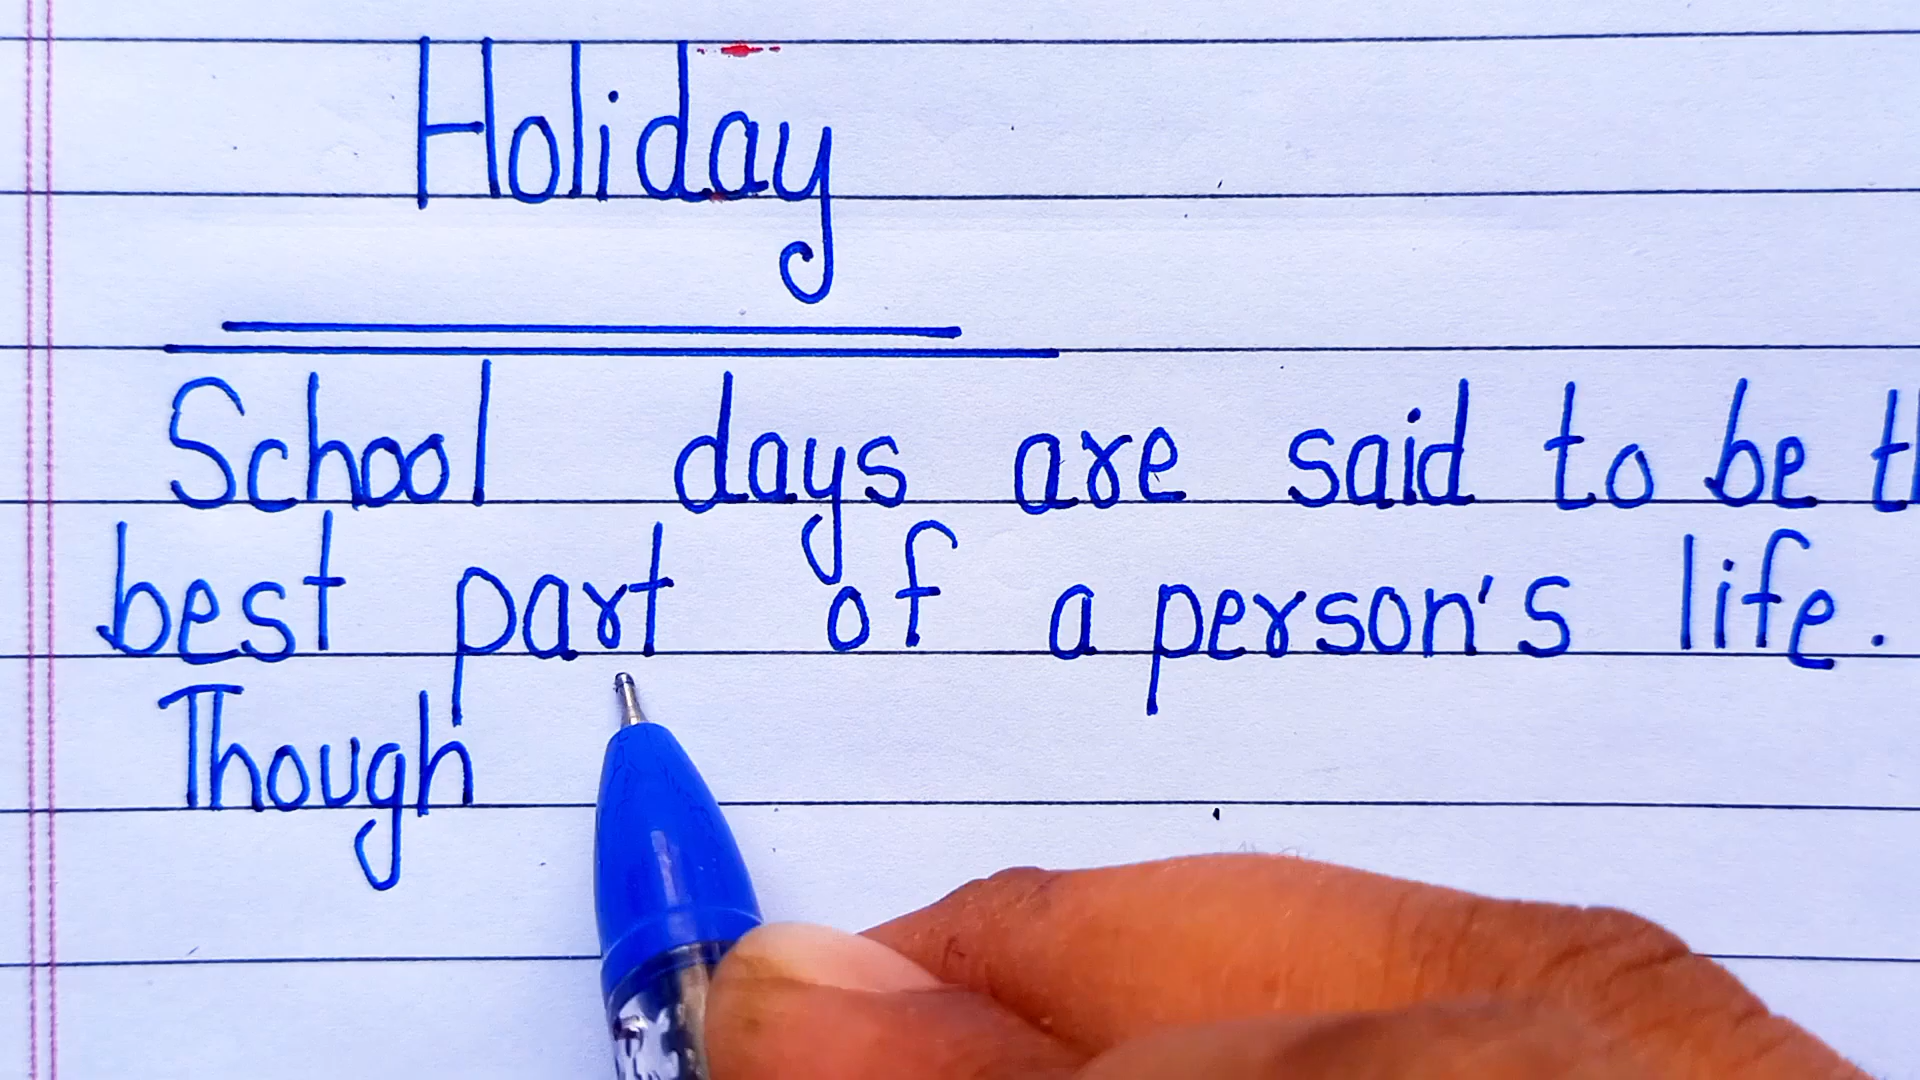 Holiday
School days are said to be t
best part of a person's life.
Though